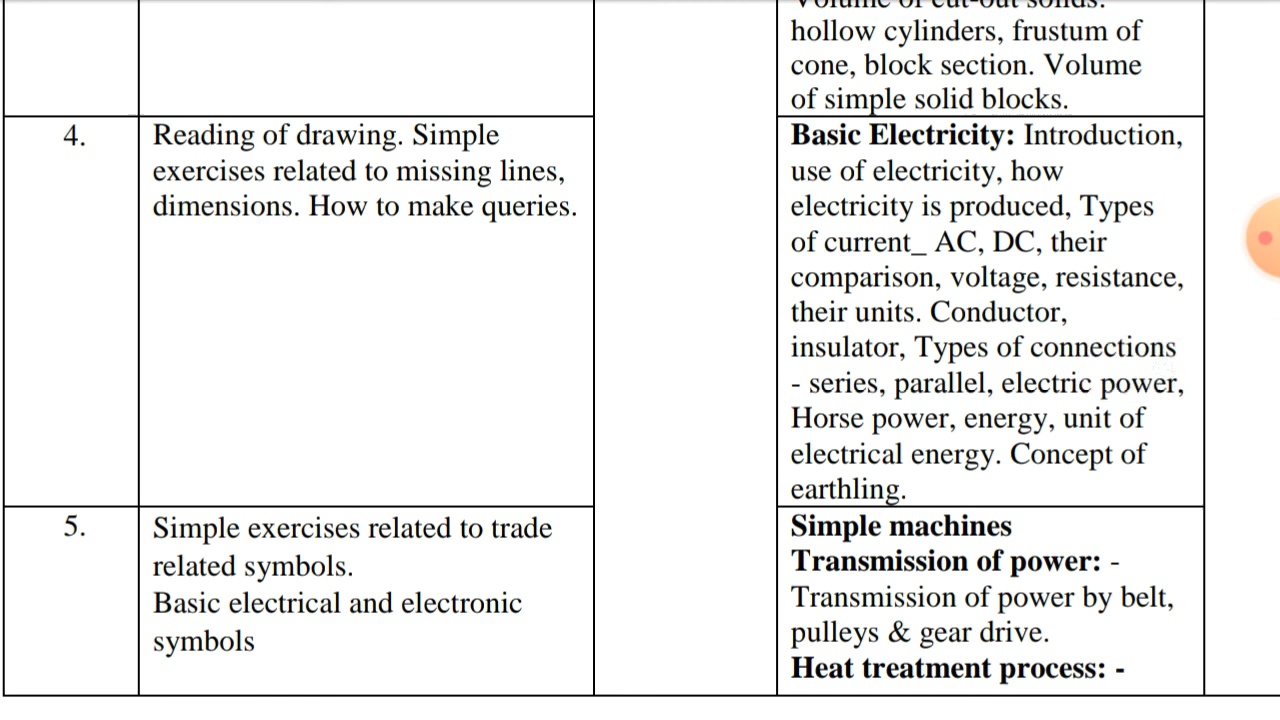 Volume of cut-out solids:
hollow cylinders, frustum of
cone, block section. Volume
of simple solid blocks.
4.
Reading of drawing. Simple
exercises related to missing lines,
dimensions. How to make queries.
Basic Electricity: Introduction,
use of electricity, how
electricity is produced, Types
of current_ AC, DC, their
comparison, voltage, resistance,
their units. Conductor,
insulator, Types of connections
- series, parallel, electric power,
Horse power, energy, unit of
electrical energy. Concept of
earthling.
5.
Simple exercises related to trade
related symbols.
Basic electrical and electronic
symbols
Simple machines
Transmission of power: -
Transmission of power by belt,
pulleys & gear drive.
Heat treatment process: -